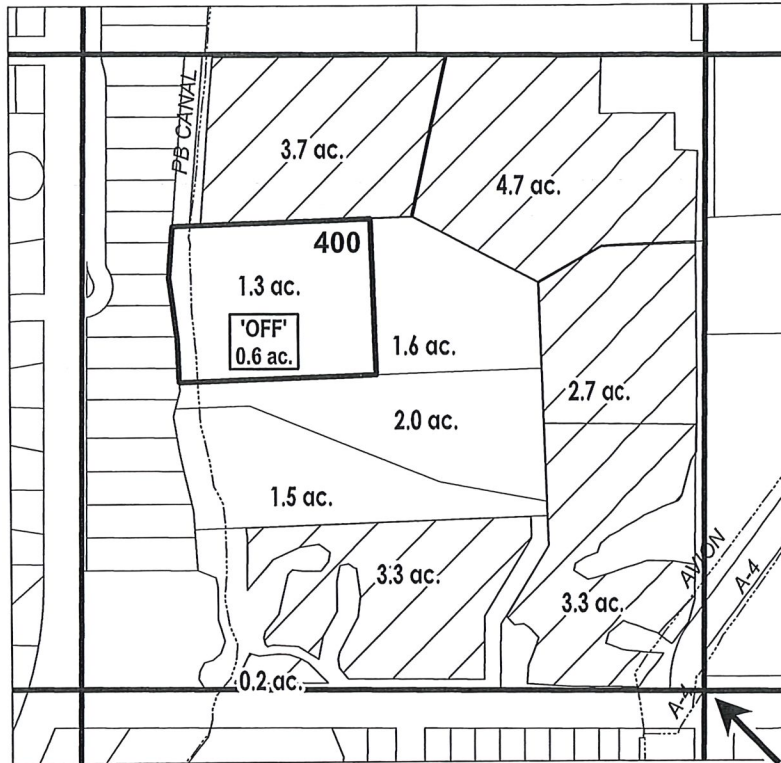 PB CANAL
3.7 ac.
4.7 ac.
400
1.3 ac.
'OFF'
0.6 ac.
1.6 ac.
2.7 ac.
2.0 ac.
1.5 ac.
3.3 ac.
3.3 ac.
AVION
A-4
0.2 ac.
A-4